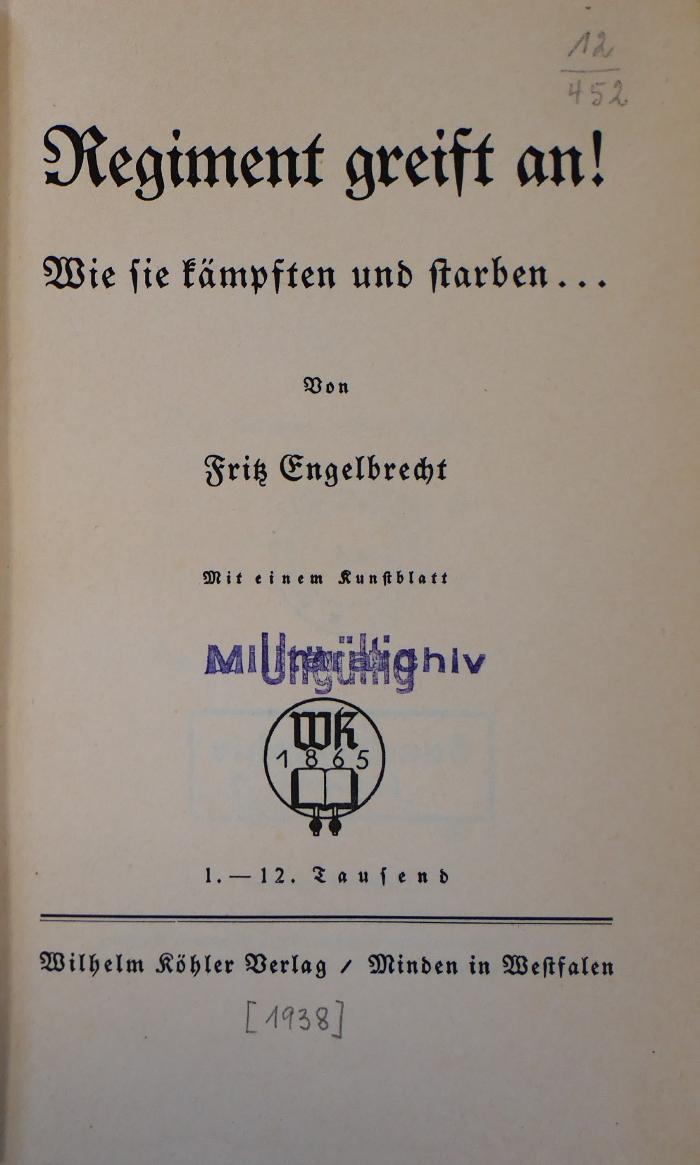 12
452
Regiment greift an!
Wie sie kämpften und starben...
Von
Fritz Engelbrecht
Mit einem Kunstblatt
Militärarchiv
Ungültig
WK
1865
1.—12. Tausend
Wilhelm Köhler Verlag / Minden in Westfalen
[1938]